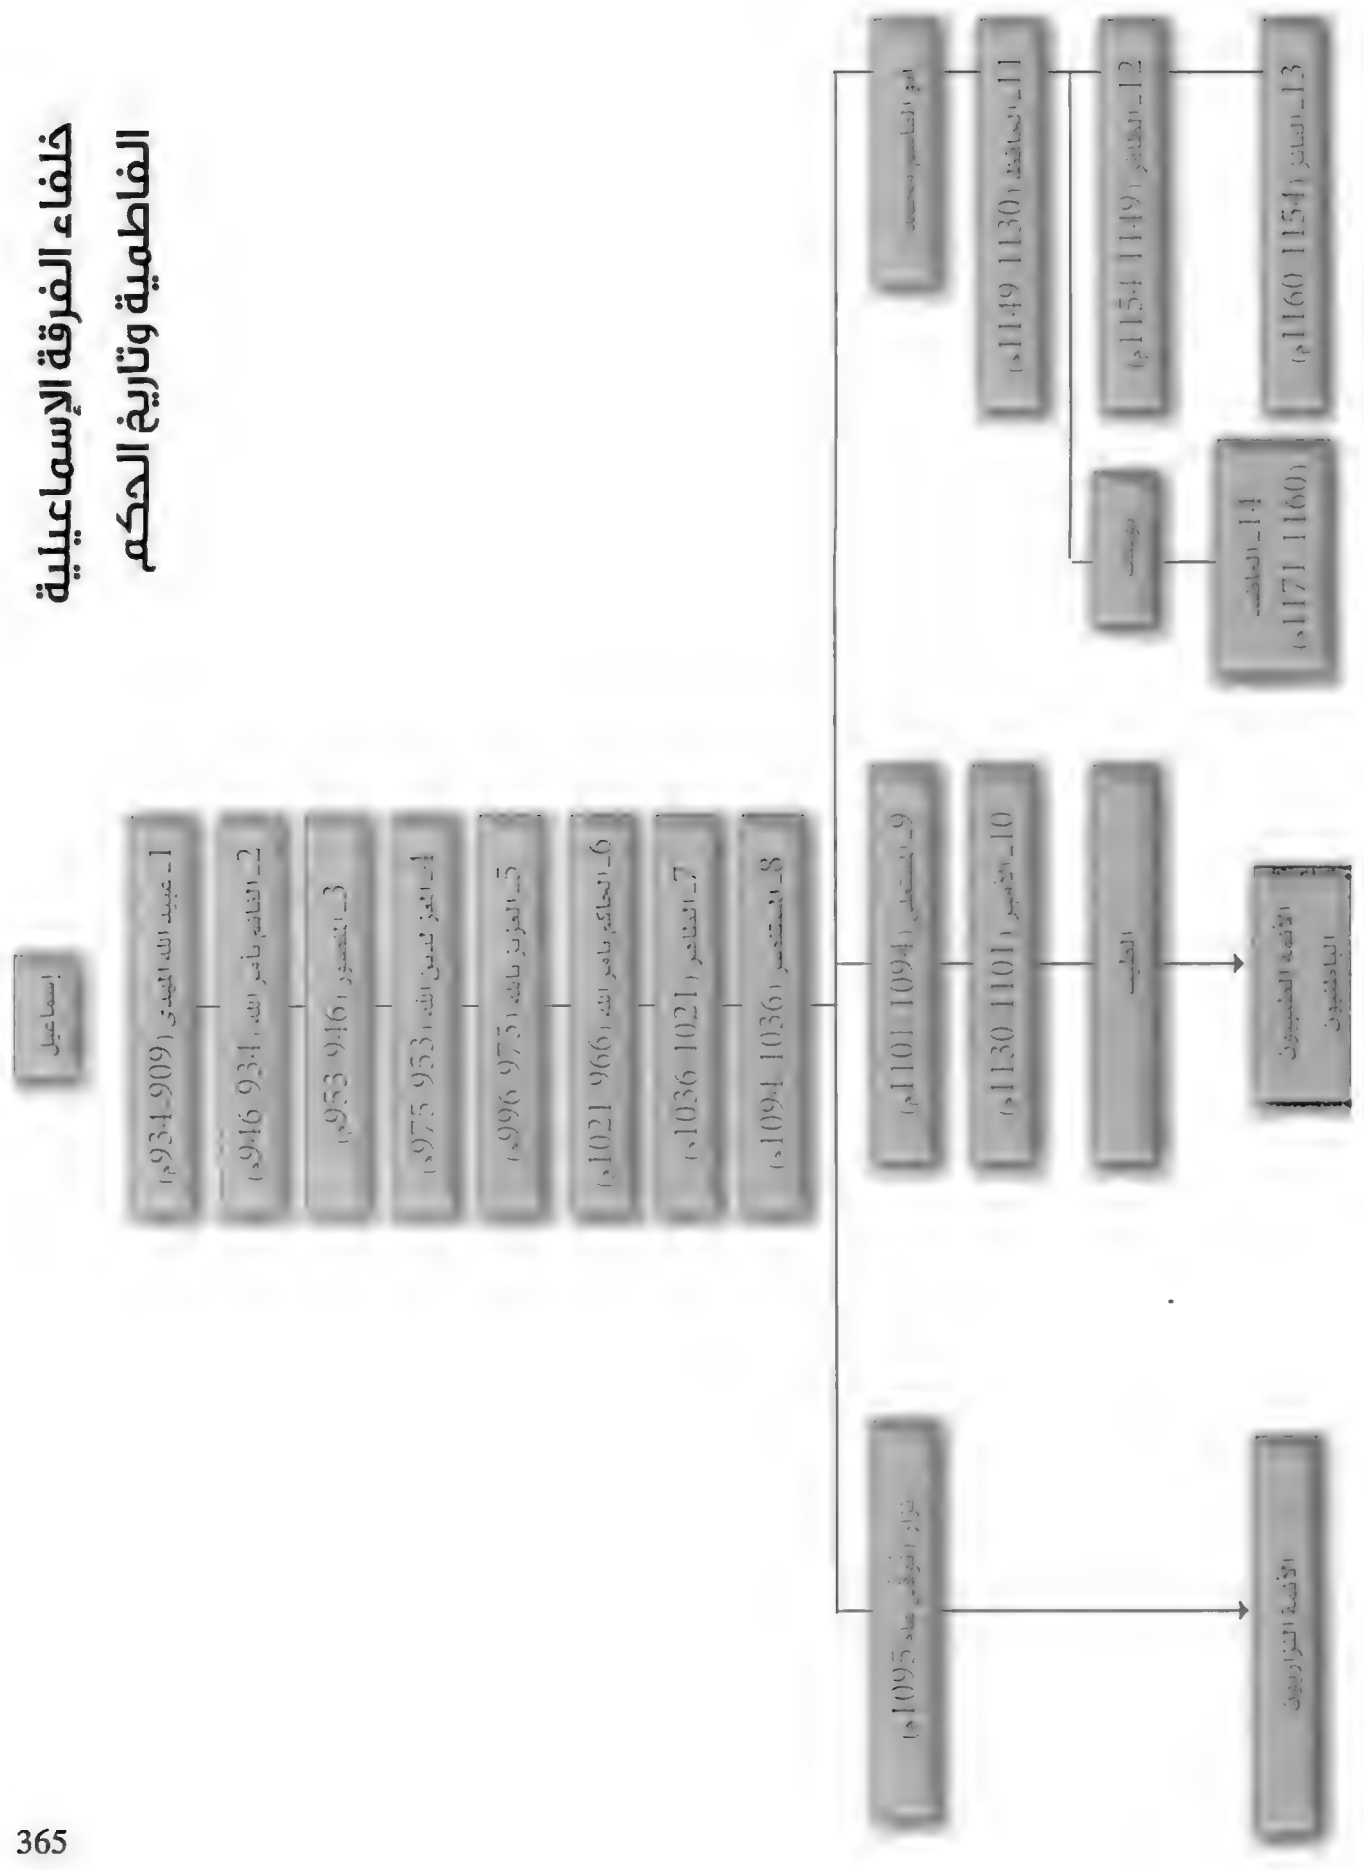 خلفاء الفرقة الإسماعيلية
الفاطمية وتاريخ الحكم
إسماعيل
1_ عبيد الله المهدي (909-934م)
2_ القائم بأمر الله (934 946م)
3_ المنصور (946 953م)
4_ المعز لدين الله (953 975م)
5_ العزيز بالله (975 996م)
6_ الحاكم بأمر الله (966 1021م)
7_ الظاهر (1021 1036م)
8_ المستنصر (1036 1094م)
أبو القاسم محمد
11_ الحافظ (1130 1149م)
12_ الظافر (1149 1154م)
13_ الفائز (1154 1160م)
يوسف
14_ العاضد
(1160 1171م)
9_ المستعلي (1094 1101م)
10_ الآمر (1101 1130م)
الطيب
الأئمة الطيبيون
الباطنيون
نزار (توفي عام 1095م)
الأئمة النزاريون
365